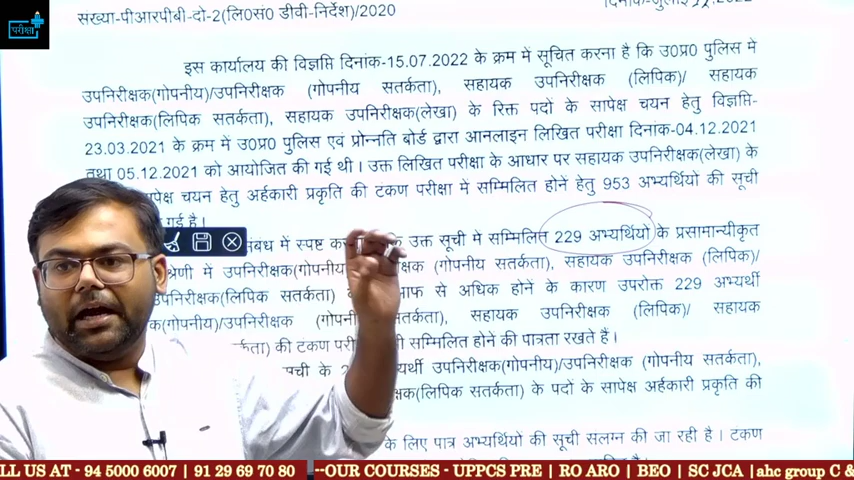 परीक्षा
संख्या-पीआरपीबी-दो-2(लि0सं0 डीवी-निर्देश)/2020
इस कार्यालय की विज्ञप्ति दिनांक-15.07.2022 के क्रम में सूचित करना है कि उ0प्र0 पुलिस में
उपनिरीक्षक(गोपनीय)/उपनिरीक्षक (गोपनीय सतर्कता), सहायक उपनिरीक्षक (लिपिक)/ सहायक
उपनिरीक्षक(लिपिक सतर्कता), सहायक उपनिरीक्षक(लेखा) के रिक्त पदों के सापेक्ष चयन हेतु विज्ञप्ति-
23.03.2021 के क्रम में उ0प्र0 पुलिस एवं प्रोन्नति बोर्ड द्वारा आनलाइन लिखित परीक्षा दिनांक-04.12.2021
तथा 05.12.2021 को आयोजित की गई थी। उक्त लिखित परीक्षा के आधार पर सहायक उपनिरीक्षक(लेखा) के
सापेक्ष चयन हेतु अर्हकारी प्रकृति की टकण परीक्षा में सम्मिलित होनें हेतु 953 अभ्यर्थियो की सूची
गई है।
में स्पष्ट उक्त सूची मे सम्मिलित 229 अभ्यर्थियो के प्रसामान्यीकृत
श्रेणी में उपनिरीक्षक(गोपनीय (गोपनीय सतर्कता), सहायक उपनिरीक्षक (लिपिक)/
उपनिरीक्षक(लिपिक सतर्कता) से अधिक होनें के कारण उपरोक्त 229 अभ्यर्थी
(गोपनीय)/उपनिरीक्षक (गोपनीय सतर्कता), सहायक उपनिरीक्षक (लिपिक)/ सहायक
की टकण सम्मिलित होने की पात्रता रखते हैं।
सूची के उपनिरीक्षक(गोपनीय)/उपनिरीक्षक (गोपनीय सतर्कता),
(लिपिक सतर्कता) के पदों के सापेक्ष अर्हकारी प्रकृति की
के लिए पात्र अभ्यर्थियों की सूची सलग्न की जा रही है। टकण
LL US AT - 94 5000 6007 | 91 29 69 70 80 --OUR COURSES - UPPCS PRE | RO ARO | BEO | SC JCA |ahc group C &